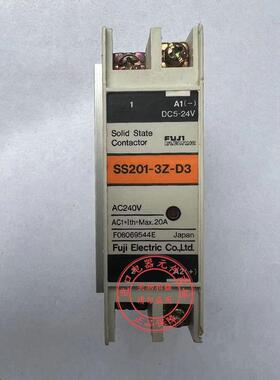 1 A1(-)
DC5-24V
Solid State
Contactor
FUJI
SS201-3Z-D3
AC240V
AC1=Ith=Max.20A
F06069544E Japan
Fuji Electric Co.,Ltd.